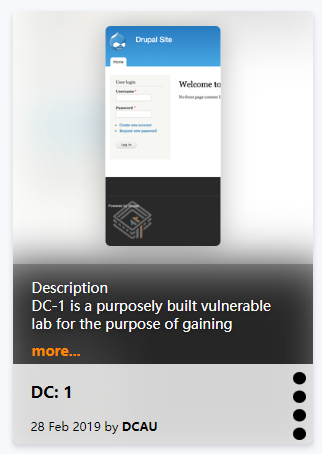 Drupal Site
Home
User login
Username *
Password *
Create new account
Request new password
Log in
Welcome to
No front page content
Powered by
Description
DC-1 is a purposely built vulnerable
lab for the purpose of gaining
more...
DC: 1
28 Feb 2019 by DCAU